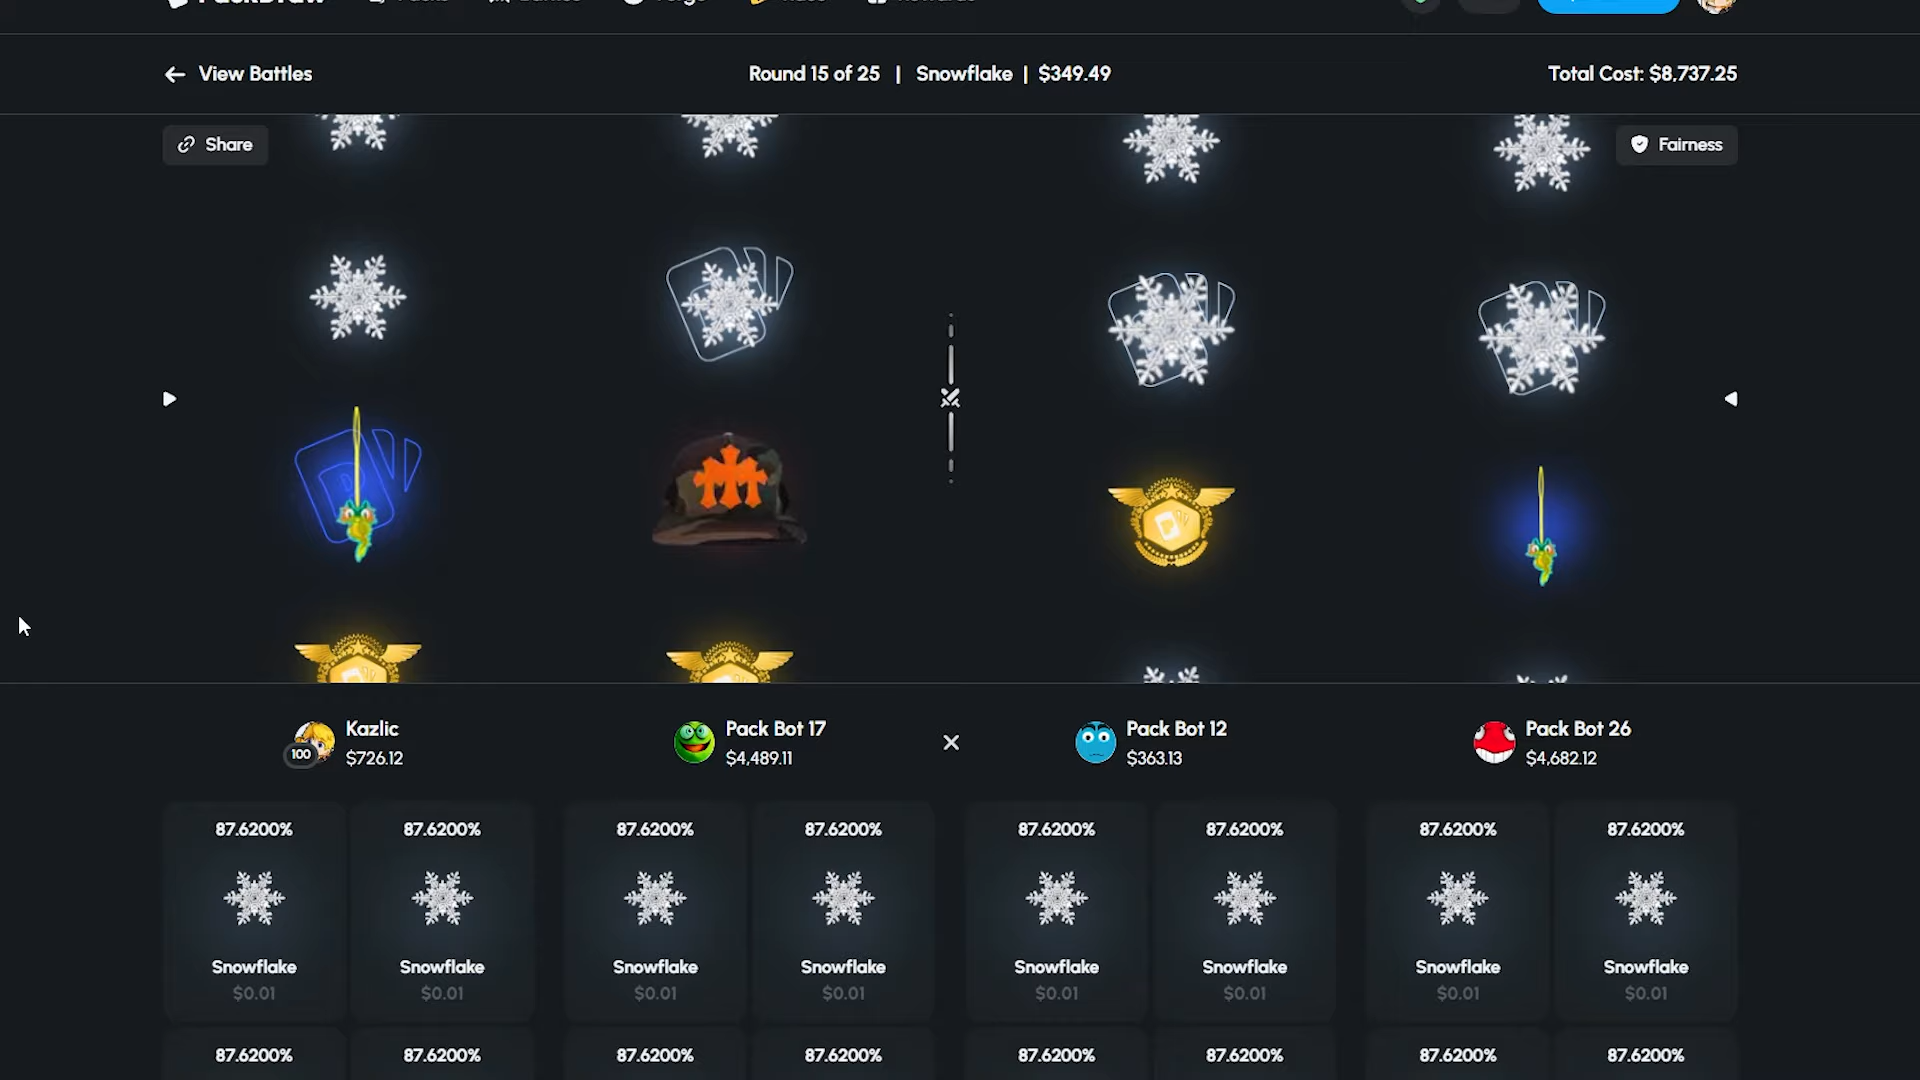 View Battles
Round 15 of 25 | Snowflake | $349.49
Total Cost: $8,737.25
Share
Fairness
Kazlic
100
$726.12
Pack Bot 17
$4,489.11
Pack Bot 12
$363.13
Pack Bot 26
$4,682.12
87.6200% 87.6200% 87.6200% 87.6200% 87.6200% 87.6200% 87.6200% 87.6200%
Snowflake Snowflake Snowflake Snowflake Snowflake Snowflake Snowflake Snowflake
$0.01 $0.01 $0.01 $0.01 $0.01 $0.01 $0.01 $0.01
87.6200% 87.6200% 87.6200% 87.6200% 87.6200% 87.6200% 87.6200% 87.6200%